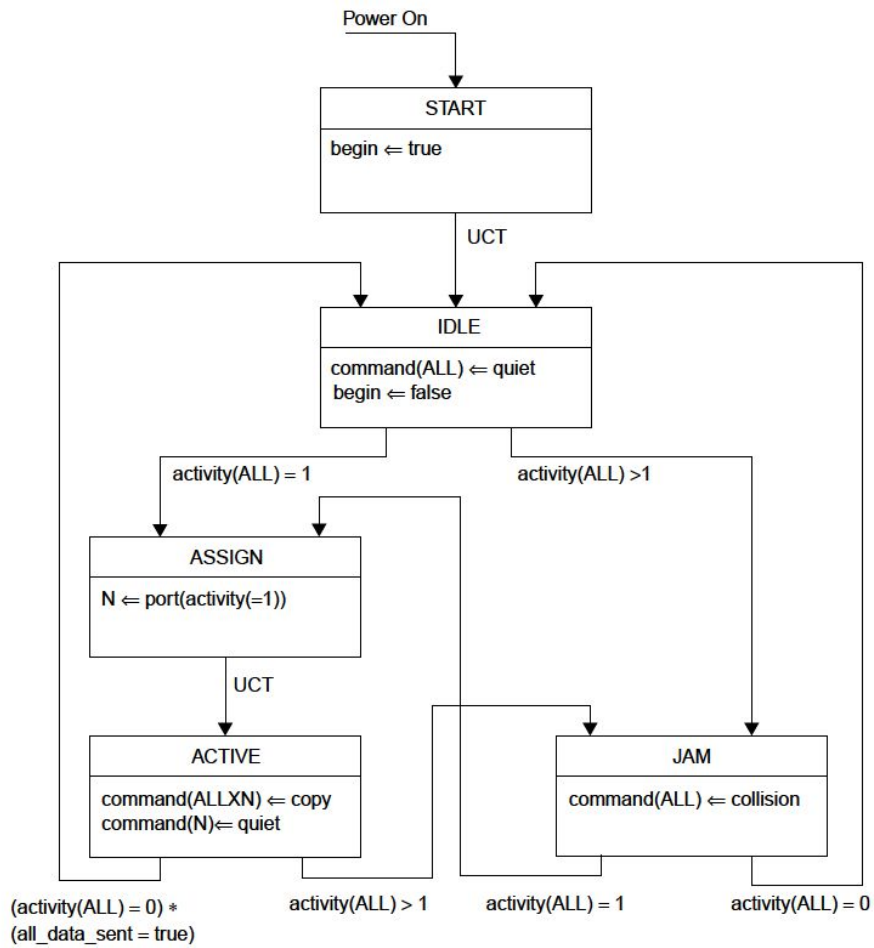 Power On
START
begin ⇐ true
UCT
IDLE
command(ALL) ⇐ quiet
begin ⇐ false
activity(ALL) = 1
activity(ALL) >1
ASSIGN
N ⇐ port(activity(=1))
UCT
ACTIVE
command(ALLXN) ⇐ copy
command(N)⇐ quiet
JAM
command(ALL) ⇐ collision
(activity(ALL) = 0) *
(all_data_sent = true)
activity(ALL) > 1
activity(ALL) = 1
activity(ALL) = 0